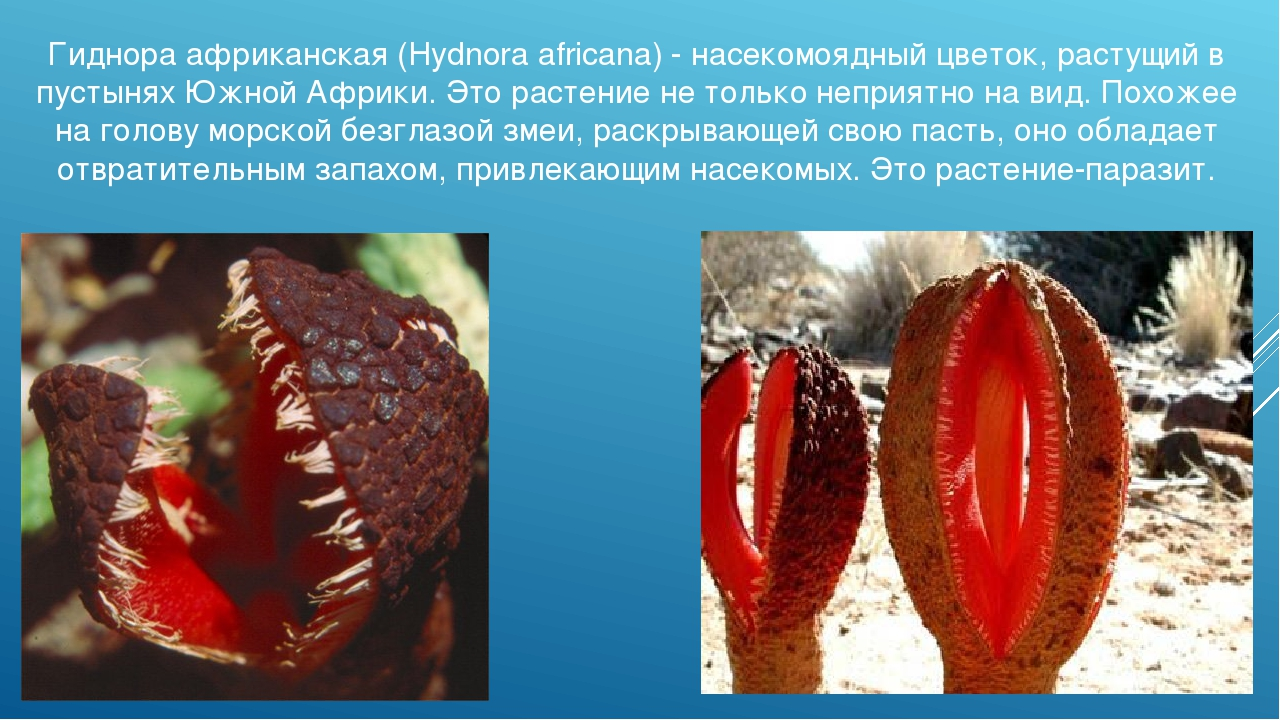 Гиднора африканская (Hydnora africana) - насекомоядный цветок, растущий в
пустынях Южной Африки. Это растение не только неприятно на вид. Похожее
на голову морской безглазой змеи, раскрывающей свою пасть, оно обладает
отвратительным запахом, привлекающим насекомых. Это растение-паразит.